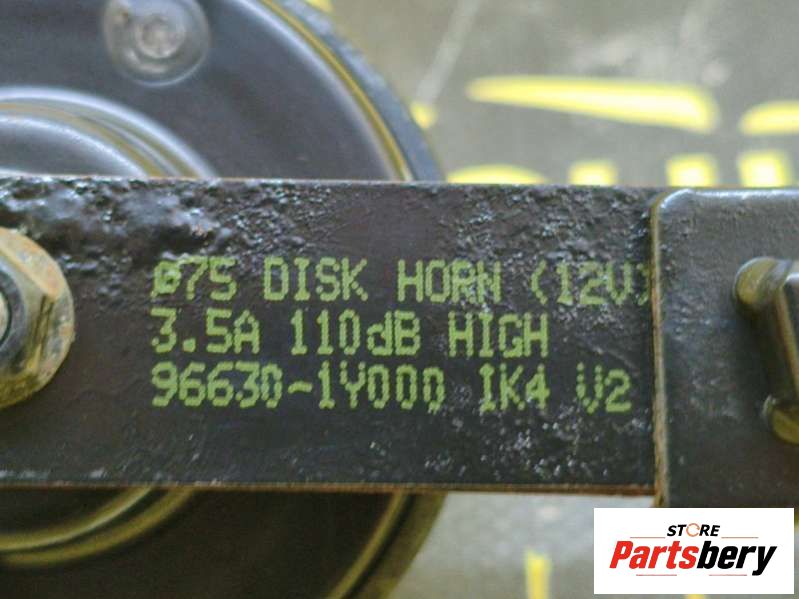 ø75 DISK HORN (12V)
3.5A 110dB HIGH
96630-1Y000 1K4 V2
STORE
Partsbery